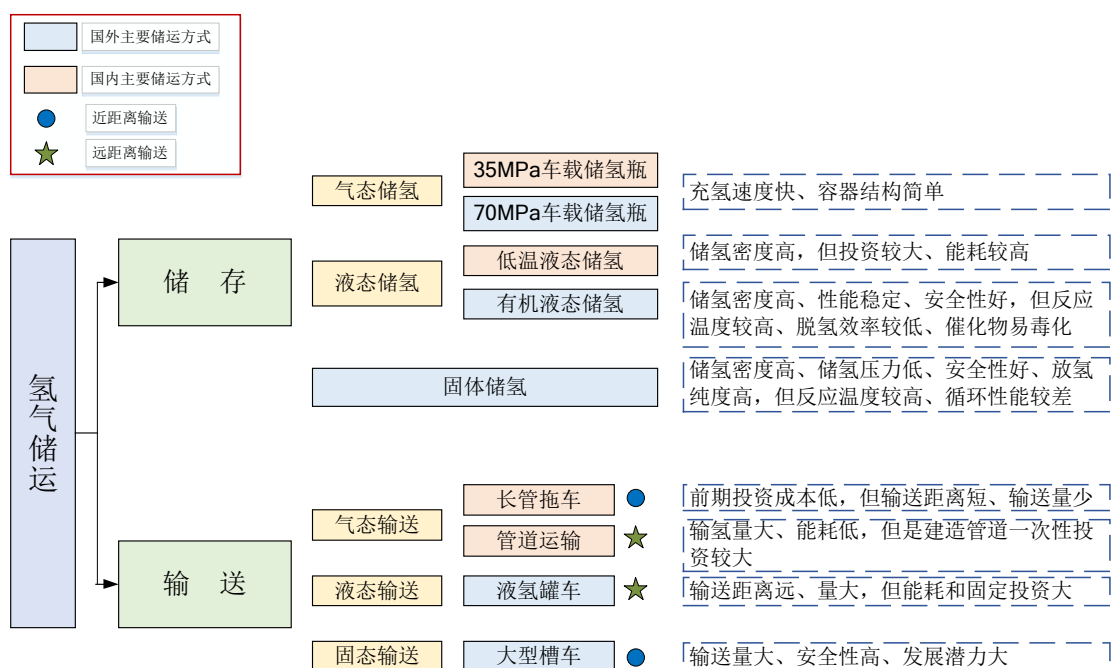 国外主要储运方式
国内主要储运方式
近距离输送
远距离输送
氢气储运
储 存
气态储氢
35MPa车载储氢瓶
70MPa车载储氢瓶
充氢速度快、容器结构简单
液态储氢
低温液态储氢
储氢密度高，但投资较大、能耗较高
有机液态储氢
储氢密度高、性能稳定、安全性好，但反应
温度较高、脱氢效率较低、催化物易毒化
固体储氢
储氢密度高、储氢压力低、安全性好、放氢
纯度高，但反应温度较高、循环性能较差
输 送
气态输送
长管拖车
前期投资成本低，但输送距离短、输送量少
管道运输
输氢量大、能耗低，但是建造管道一次性投
资较大
液态输送
液氢罐车
输送距离远、量大，但能耗和固定投资大
固态输送
大型槽车
输送量大、安全性高、发展潜力大